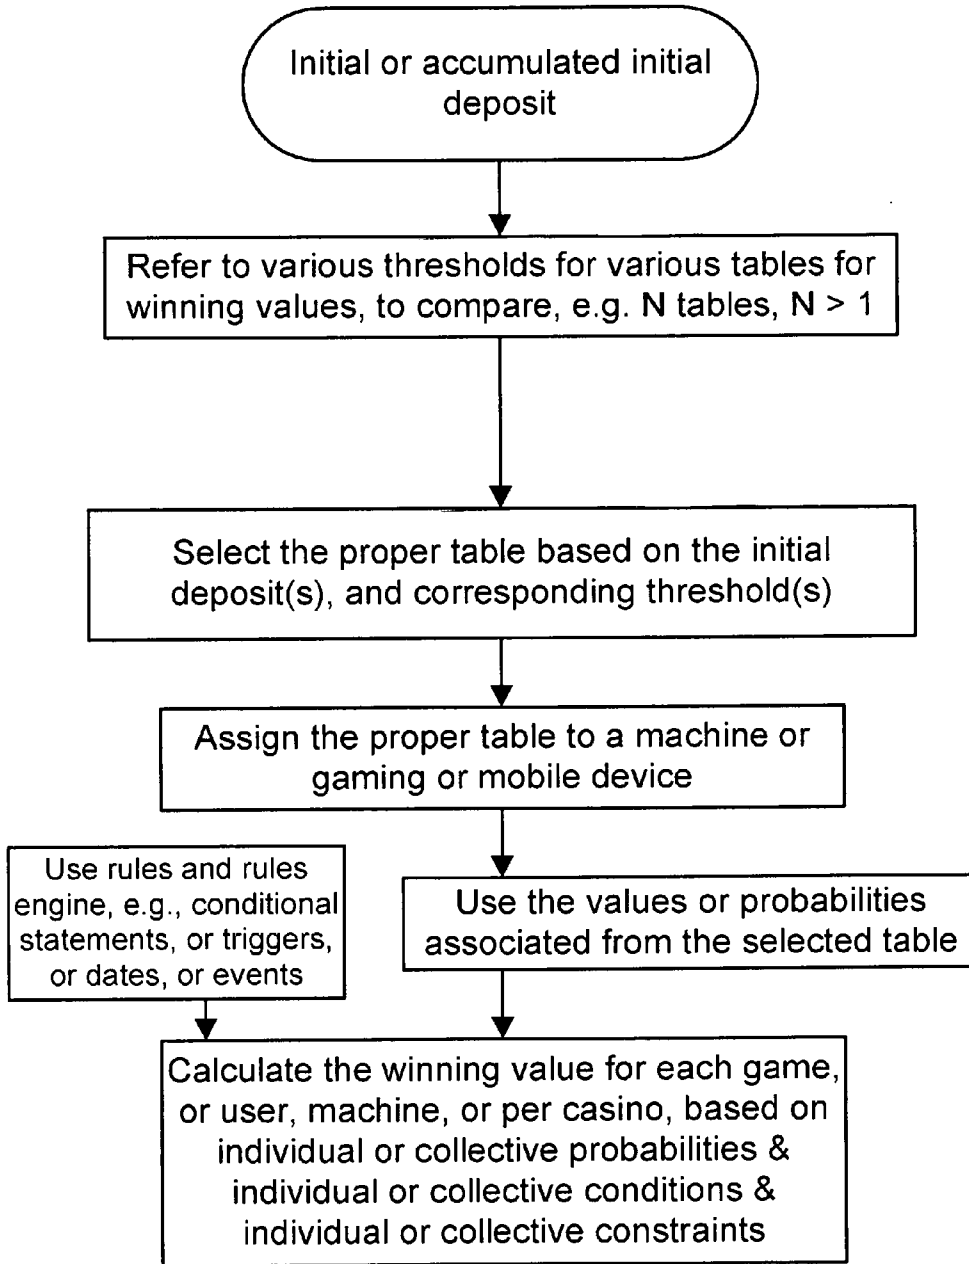 Initial or accumulated initial
deposit
Refer to various thresholds for various tables for
winning values, to compare, e.g. N tables, N > 1
Select the proper table based on the initial
deposit(s), and corresponding threshold(s)
Assign the proper table to a machine or
gaming or mobile device
Use rules and rules
engine, e.g., conditional
statements, or triggers,
or dates, or events
Use the values or probabilities
associated from the selected table
Calculate the winning value for each game,
or user, machine, or per casino, based on
individual or collective probabilities &
individual or collective conditions &
individual or collective constraints